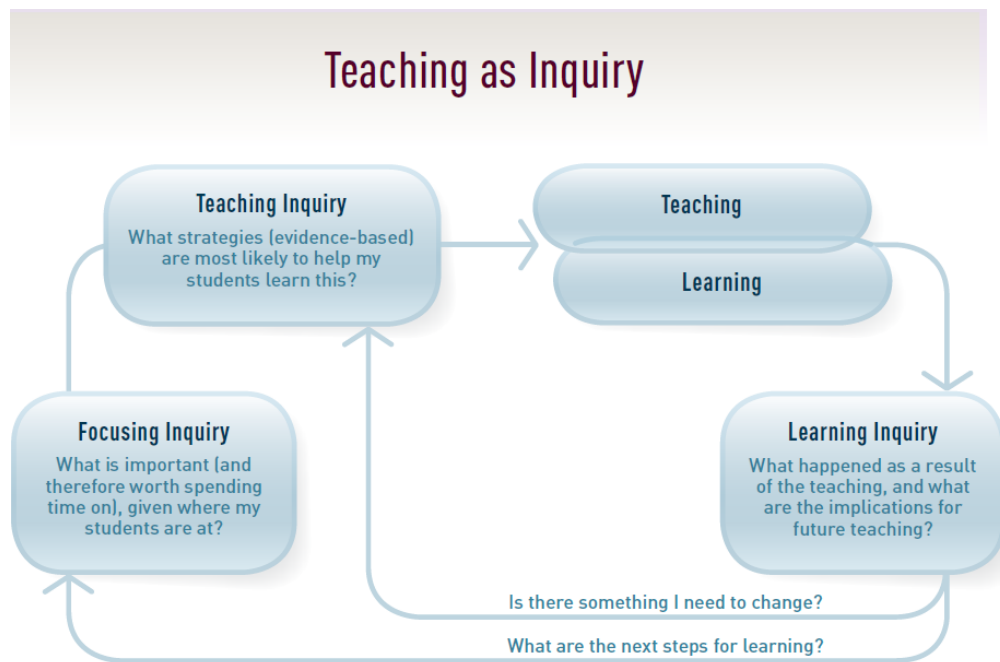 Teaching as Inquiry
Teaching Inquiry
What strategies (evidence-based)
are most likely to help my
students learn this?
Teaching
Learning
Focusing Inquiry
What is important (and
therefore worth spending
time on), given where my
students are at?
Learning Inquiry
What happened as a result
of the teaching, and what
are the implications for
future teaching?
Is there something I need to change?
What are the next steps for learning?